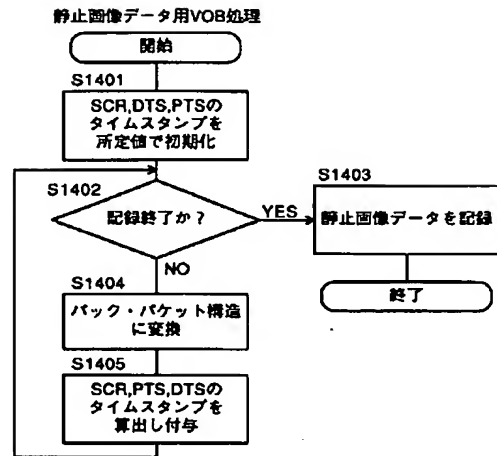 静止画像データ用VOB処理
開始
S1401
SCR,DTS,PTSの
タイムスタンプを
所定値で初期化
S1402
記録終了か？
YES
S1403
静止画像データを記録
終了
NO
S1404
パック・パケット構造
に変換
S1405
SCR,PTS,DTSの
タイムスタンプを
算出し付与